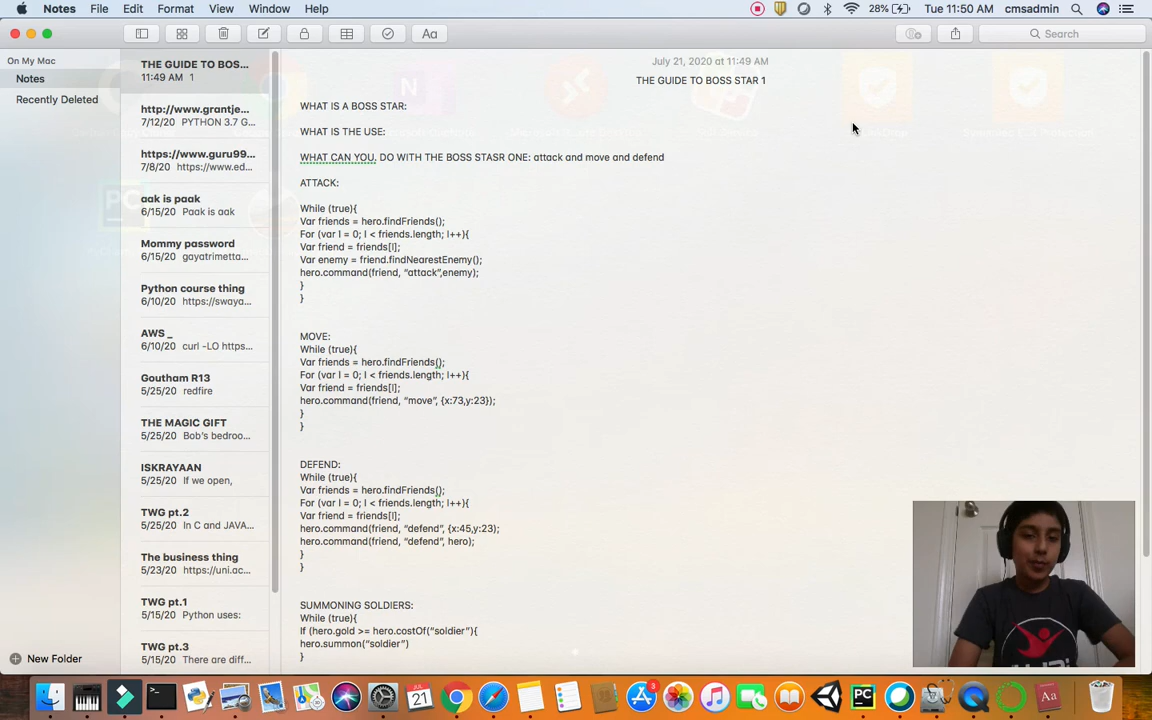 Notes File Edit Format View Window Help
28% Tue 11:50 AM cmsadmin
Aa
Search
On My Mac
Notes
Recently Deleted
New Folder
THE GUIDE TO BOS...
11:49 AM 1
http://www.grantje...
7/12/20 PYTHON 3.7 G...
https://www.guru99...
7/8/20 https://www.ed...
aak is paak
6/15/20 Paak is aak
Mommy password
6/15/20 gayatrimetta...
Python course thing
6/10/20 https://swaya...
AWS _
6/10/20 curl -LO https...
Goutham R13
5/25/20 redfire
THE MAGIC GIFT
5/25/20 Bob's bedroo...
ISKRAYAAN
5/25/20 If we open,
TWG pt.2
5/25/20 In C and JAVA...
The business thing
5/23/20 https://uni.ac...
TWG pt.1
5/15/20 Python uses:
TWG pt.3
5/15/20 There are diff...
July 21, 2020 at 11:49 AM
THE GUIDE TO BOSS STAR 1
WHAT IS A BOSS STAR:
WHAT IS THE USE:
WHAT CAN YOU. DO WITH THE BOSS STASR ONE: attack and move and defend
ATTACK:
While (true){
Var friends = hero.findFriends();
For (var I = 0; I < friends.length; I++){
Var friend = friends[I];
Var enemy = friend.findNearestEnemy();
hero.command(friend, “attack”,enemy);
}
}
MOVE:
While (true){
Var friends = hero.findFriends();
For (var I = 0; I < friends.length; I++){
Var friend = friends[I];
hero.command(friend, “move”, {x:73,y:23});
}
}
DEFEND:
While (true){
Var friends = hero.findFriends();
For (var I = 0; I < friends.length; I++){
Var friend = friends[I];
hero.command(friend, “defend”, {x:45,y:23);
hero.command(friend, “defend”, hero);
}
}
SUMMONING SOLDIERS:
While (true){
If (hero.gold >= hero.costOf(“soldier”){
hero.summon(“soldier”)
}
3
JUL
21
PC
Aa